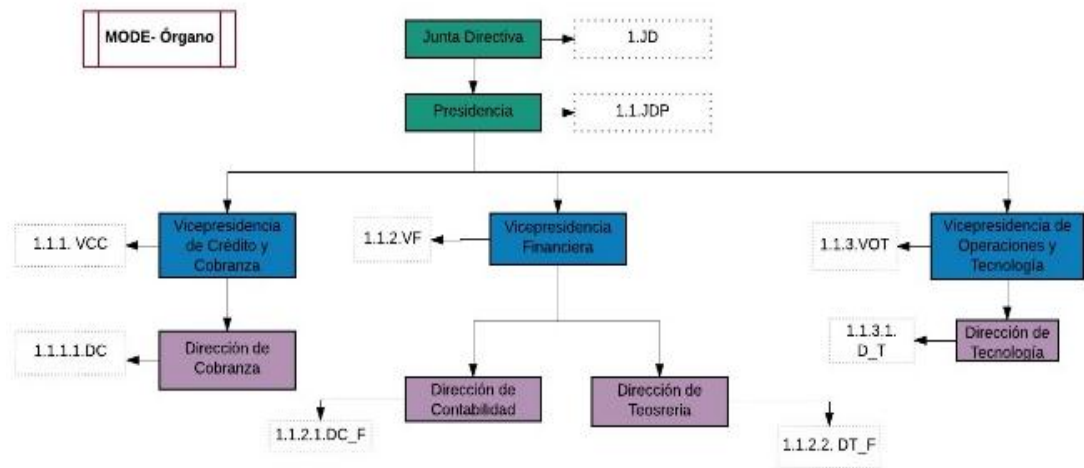 MODE- Órgano
Junta Directiva
1.JD
Presidencia
1.1.JDP
Vicepresidencia
de Crédito y
Cobranza
1.1.1. VCC
Vicepresidencia
Financiera
1.1.2.VF
Vicepresidencia de
Operaciones y
Tecnología
1.1.3.VOT
Dirección de
Cobranza
1.1.1.1.DC
Dirección de
Contabilidad
1.1.2.1.DC_F
Dirección de
Teosreria
1.1.2.2. DT_F
Dirección de
Tecnología
1.1.3.1.
D_T